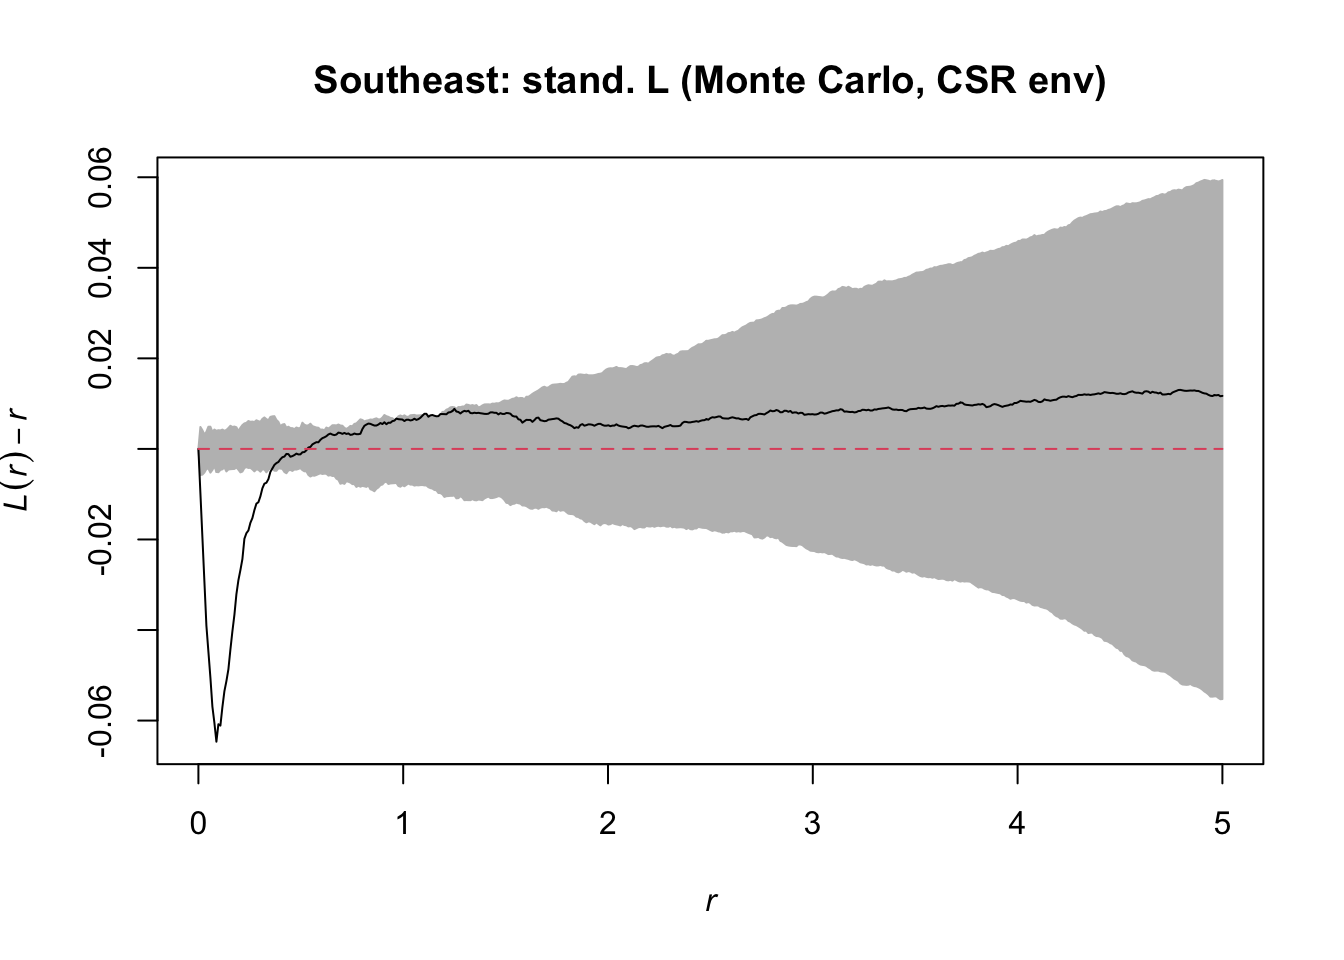 Southeast: stand. L (Monte Carlo, CSR env)
0.06
0.04
0.02
-0.02
-0.06
L(r) − r
0 1 2 3 4 5
r